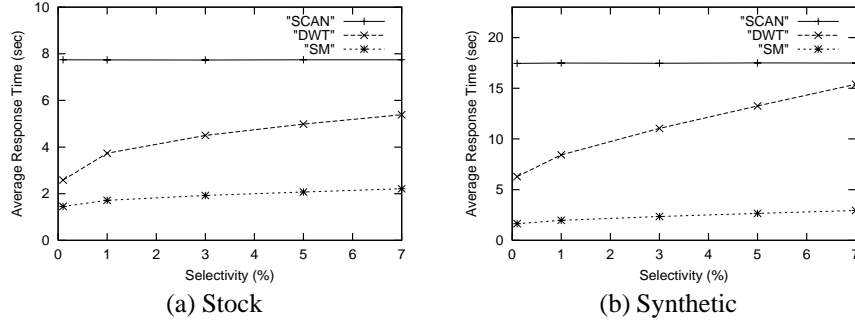 10
8
6
4
2
0
Average Response Time (sec)
"SCAN"
"DWT"
"SM"
0 1 2 3 4 5 6 7
Selectivity (%)
(a) Stock
20
15
10
5
0
Average Response Time (sec)
"SCAN"
"DWT"
"SM"
0 1 2 3 4 5 6 7
Selectivity (%)
(b) Synthetic